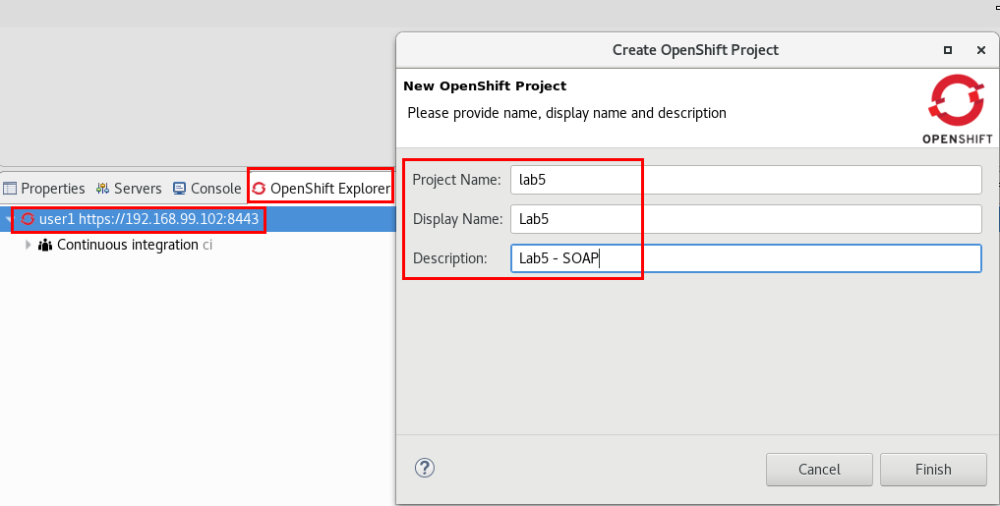 Create OpenShift Project
New OpenShift Project
Please provide name, display name and description
OPENSHIFT
Properties Servers Console OpenShift Explorer
user1 https://192.168.99.102:8443
Continuous integration ci
Project Name: lab5
Display Name: Lab5
Description: Lab5 - SOAP
? Cancel Finish